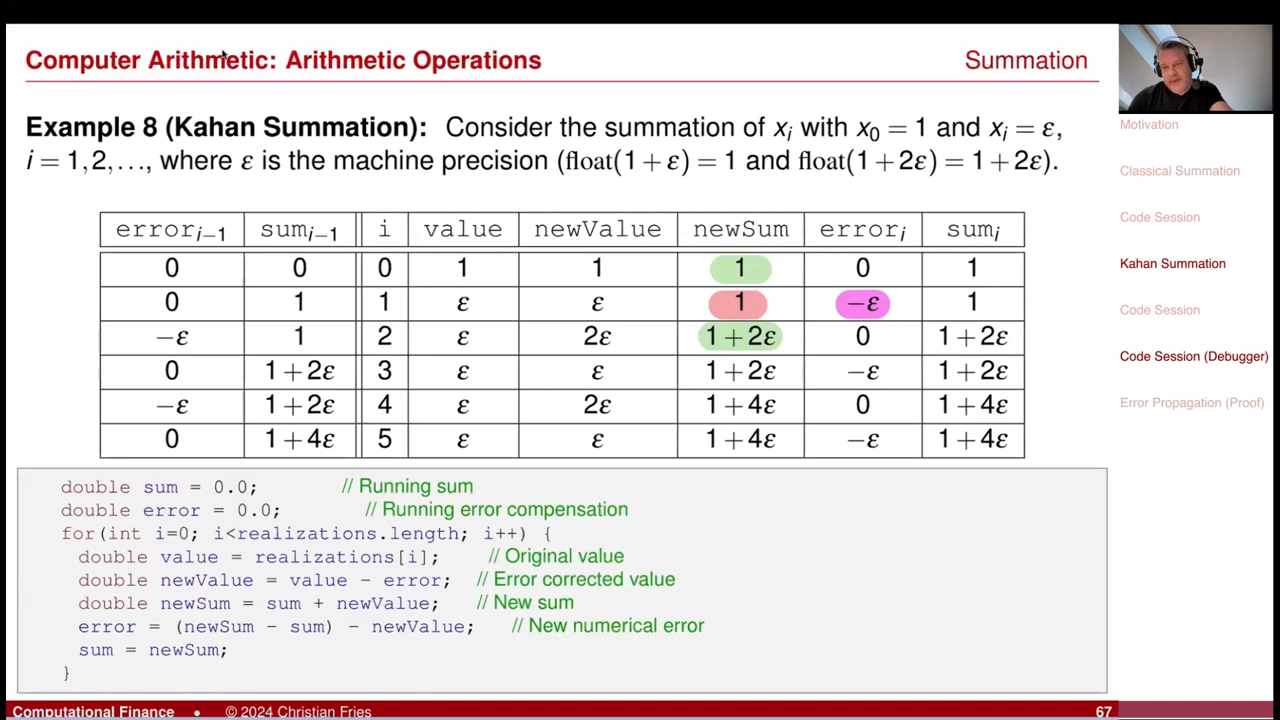 Computer Arithmetic: Arithmetic Operations Summation
Example 8 (Kahan Summation): Consider the summation of xᵢ with x₀ = 1 and xᵢ = ε,
i = 1,2,…, where ε is the machine precision (float(1+ε) = 1 and float(1+2ε) = 1+2ε).
errorᵢ₋₁ sumᵢ₋₁ i value newValue newSum errorᵢ sumᵢ
0 0 0 1 1 1 0 1
0 1 1 ε ε 1 −ε 1
−ε 1 2 ε 2ε 1+2ε 0 1+2ε
0 1+2ε 3 ε ε 1+2ε −ε 1+2ε
−ε 1+2ε 4 ε 2ε 1+4ε 0 1+4ε
0 1+4ε 5 ε ε 1+4ε −ε 1+4ε
double sum = 0.0; // Running sum
double error = 0.0; // Running error compensation
for(int i=0; i<realizations.length; i++) {
double value = realizations[i]; // Original value
double newValue = value - error; // Error corrected value
double newSum = sum + newValue; // New sum
error = (newSum - sum) - newValue; // New numerical error
sum = newSum;
}
Motivation
Classical Summation
Code Session
Kahan Summation
Code Session
Code Session (Debugger)
Error Propagation (Proof)
Computational Finance • © 2024 Christian Fries 67